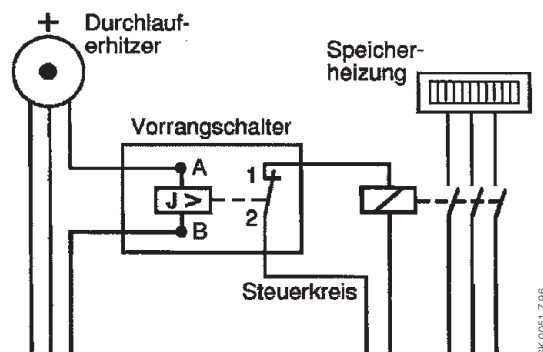 + Durchlauf-
erhitzer
Speicher-
heizung
Vorrangschalter
A
1
J >
2
B
Steuerkreis